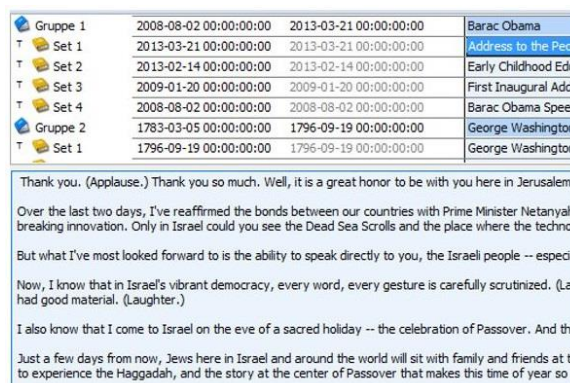 Gruppe 1 2008-08-02 00:00:00:00 2013-03-21 00:00:00:00 Barac Obama
T Set 1 2013-03-21 00:00:00:00 2013-03-21 00:00:00:00 Address to the Peo
T Set 2 2013-02-14 00:00:00:00 2013-02-14 00:00:00:00 Early Childhood Edu
T Set 3 2009-01-20 00:00:00:00 2009-01-20 00:00:00:00 First Inaugural Add
T Set 4 2008-08-02 00:00:00:00 2008-08-02 00:00:00:00 Barac Obama Spee
Gruppe 2 1783-03-05 00:00:00:00 1796-09-19 00:00:00:00 George Washington
T Set 1 1796-09-19 00:00:00:00 1796-09-19 00:00:00:00 George Washington
Thank you. (Applause.) Thank you so much. Well, it is a great honor to be with you here in Jerusalem
Over the last two days, I've reaffirmed the bonds between our countries with Prime Minister Netanyah
breaking innovation. Only in Israel could you see the Dead Sea Scrolls and the place where the techno
But what I've most looked forward to is the ability to speak directly to you, the Israeli people -- especi
Now, I know that in Israel's vibrant democracy, every word, every gesture is carefully scrutinized. (La
had good material. (Laughter.)
I also know that I come to Israel on the eve of a sacred holiday -- the celebration of Passover. And th
Just a few days from now, Jews here in Israel and around the world will sit with family and friends at t
to experience the Haggadah, and the story at the center of Passover that makes this time of year so